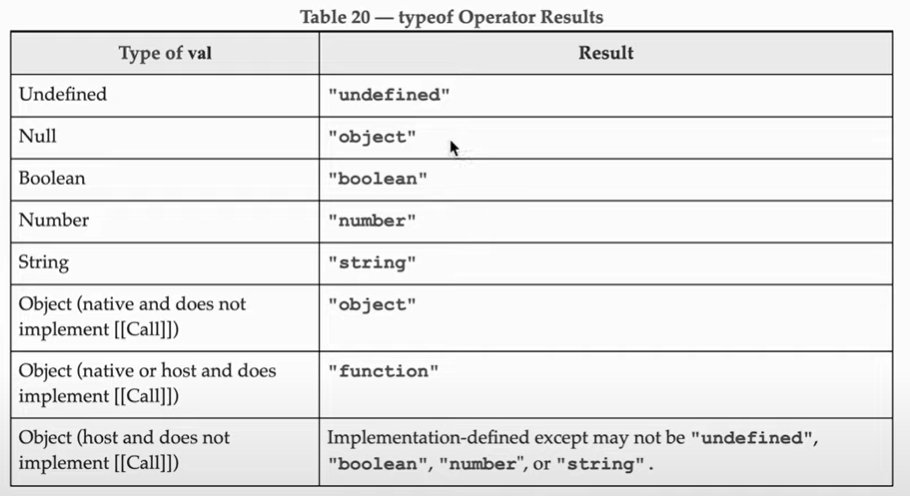 Table 20 — typeof Operator Results
Type of val
Result
Undefined
"undefined"
Null
"object"
Boolean
"boolean"
Number
"number"
String
"string"
Object (native and does not
implement [[Call]])
"object"
Object (native or host and does
implement [[Call]])
"function"
Object (host and does not
implement [[Call]])
Implementation-defined except may not be "undefined",
"boolean", "number", or "string".